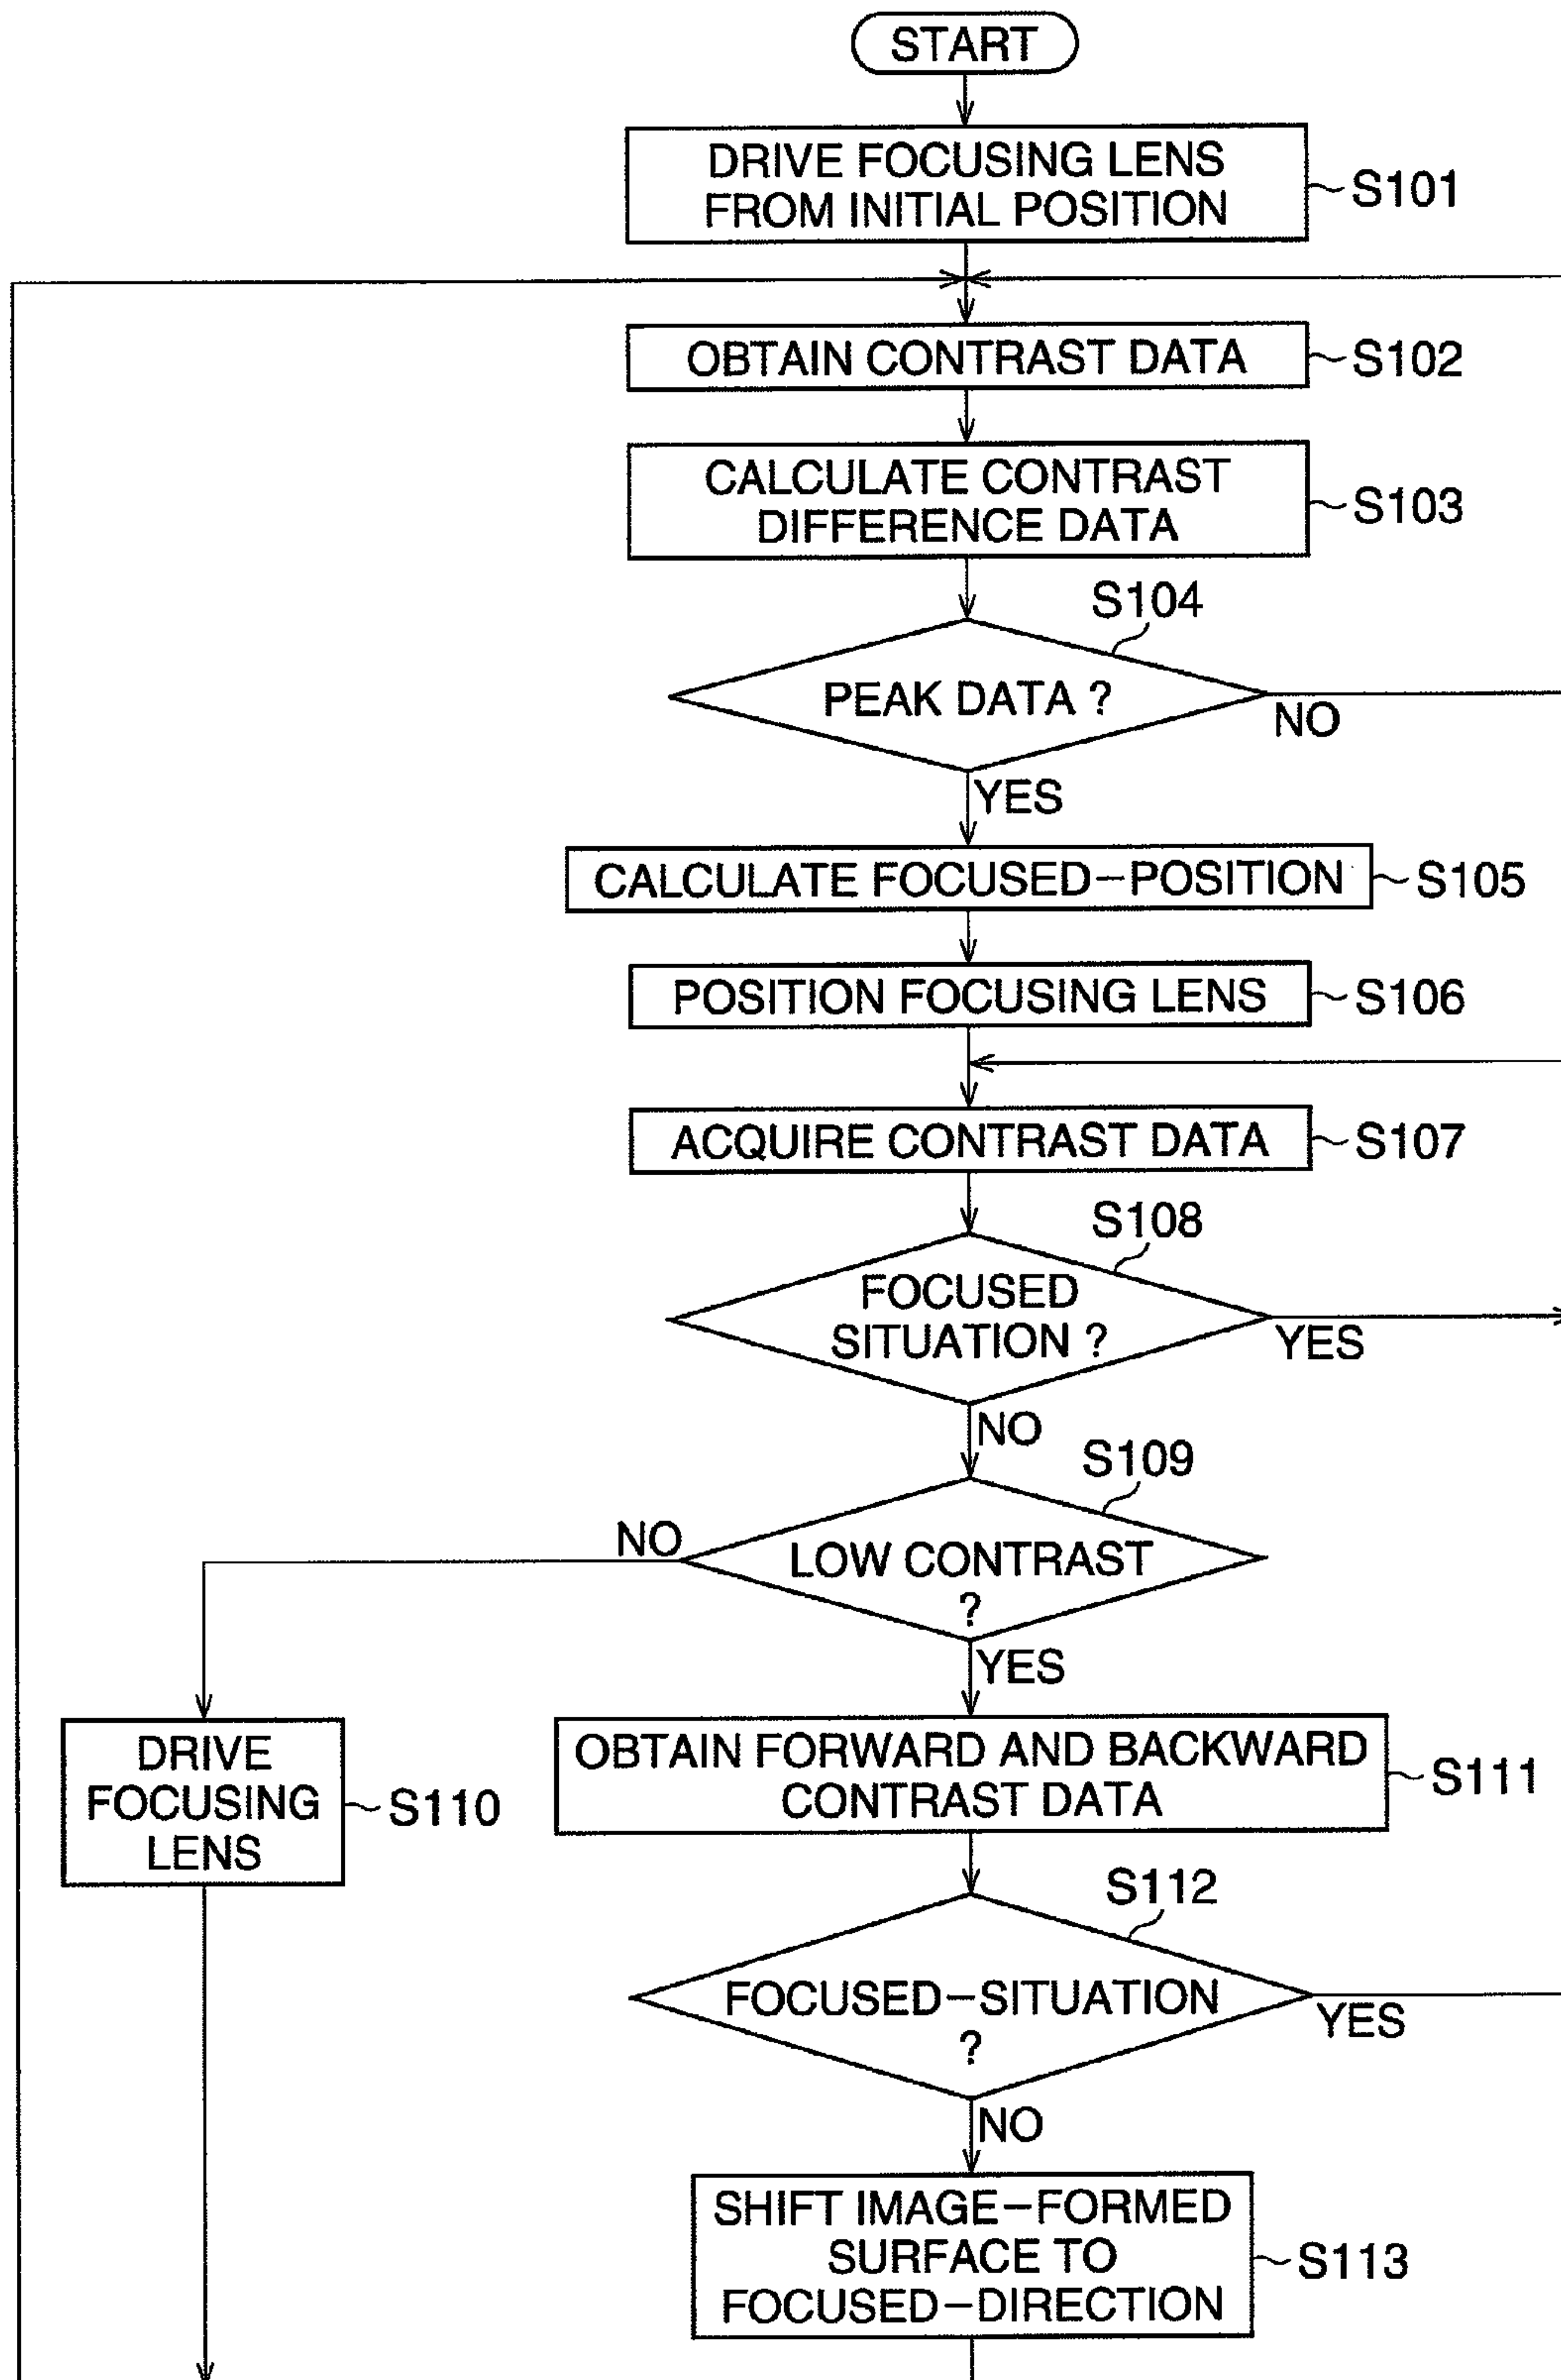 START
DRIVE FOCUSING LENS
FROM INITIAL POSITION
S101
OBTAIN CONTRAST DATA
S102
CALCULATE CONTRAST
DIFFERENCE DATA
S103
S104
PEAK DATA ?
NO
YES
CALCULATE FOCUSED-POSITION
S105
POSITION FOCUSING LENS
S106
ACQUIRE CONTRAST DATA
S107
S108
FOCUSED
SITUATION ?
YES
NO
S109
NO
LOW CONTRAST
?
YES
DRIVE
FOCUSING
LENS
S110
OBTAIN FORWARD AND BACKWARD
CONTRAST DATA
S111
S112
FOCUSED-SITUATION
?
YES
NO
SHIFT IMAGE-FORMED
SURFACE TO
FOCUSED-DIRECTION
S113